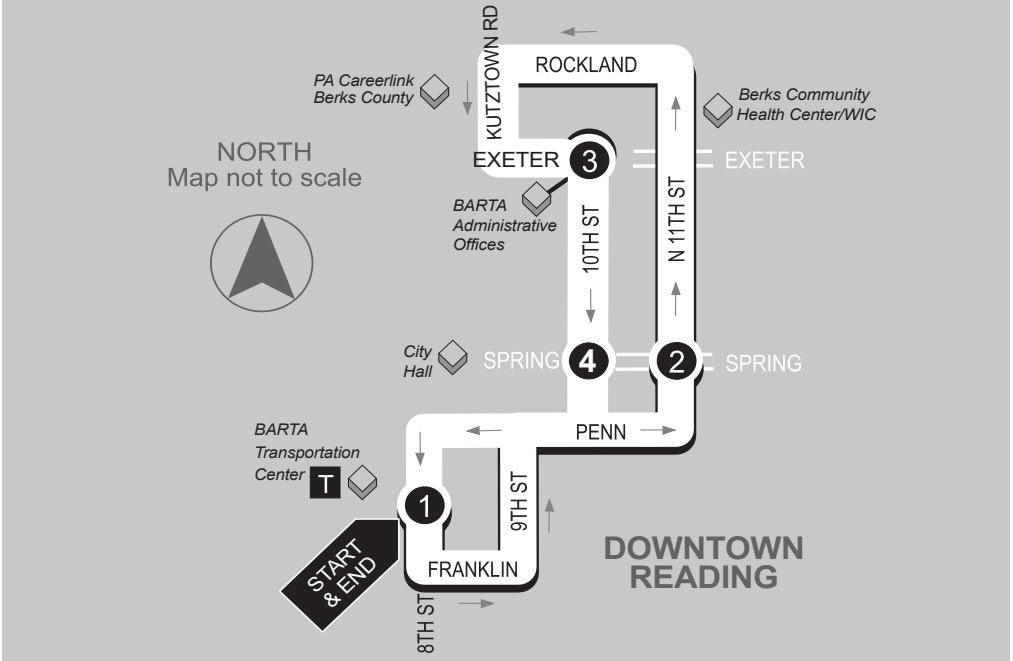 KUTZTOWN RD
ROCKLAND
PA Careerlink
Berks County
Berks Community
Health Center/WIC
NORTH
Map not to scale
EXETER
3
EXETER
BARTA
Administrative
Offices
10TH ST
N 11TH ST
City
Hall
SPRING
4
2
SPRING
BARTA
Transportation
Center
T
PENN
1
9TH ST
START
& END
FRANKLIN
DOWNTOWN
READING
8TH ST